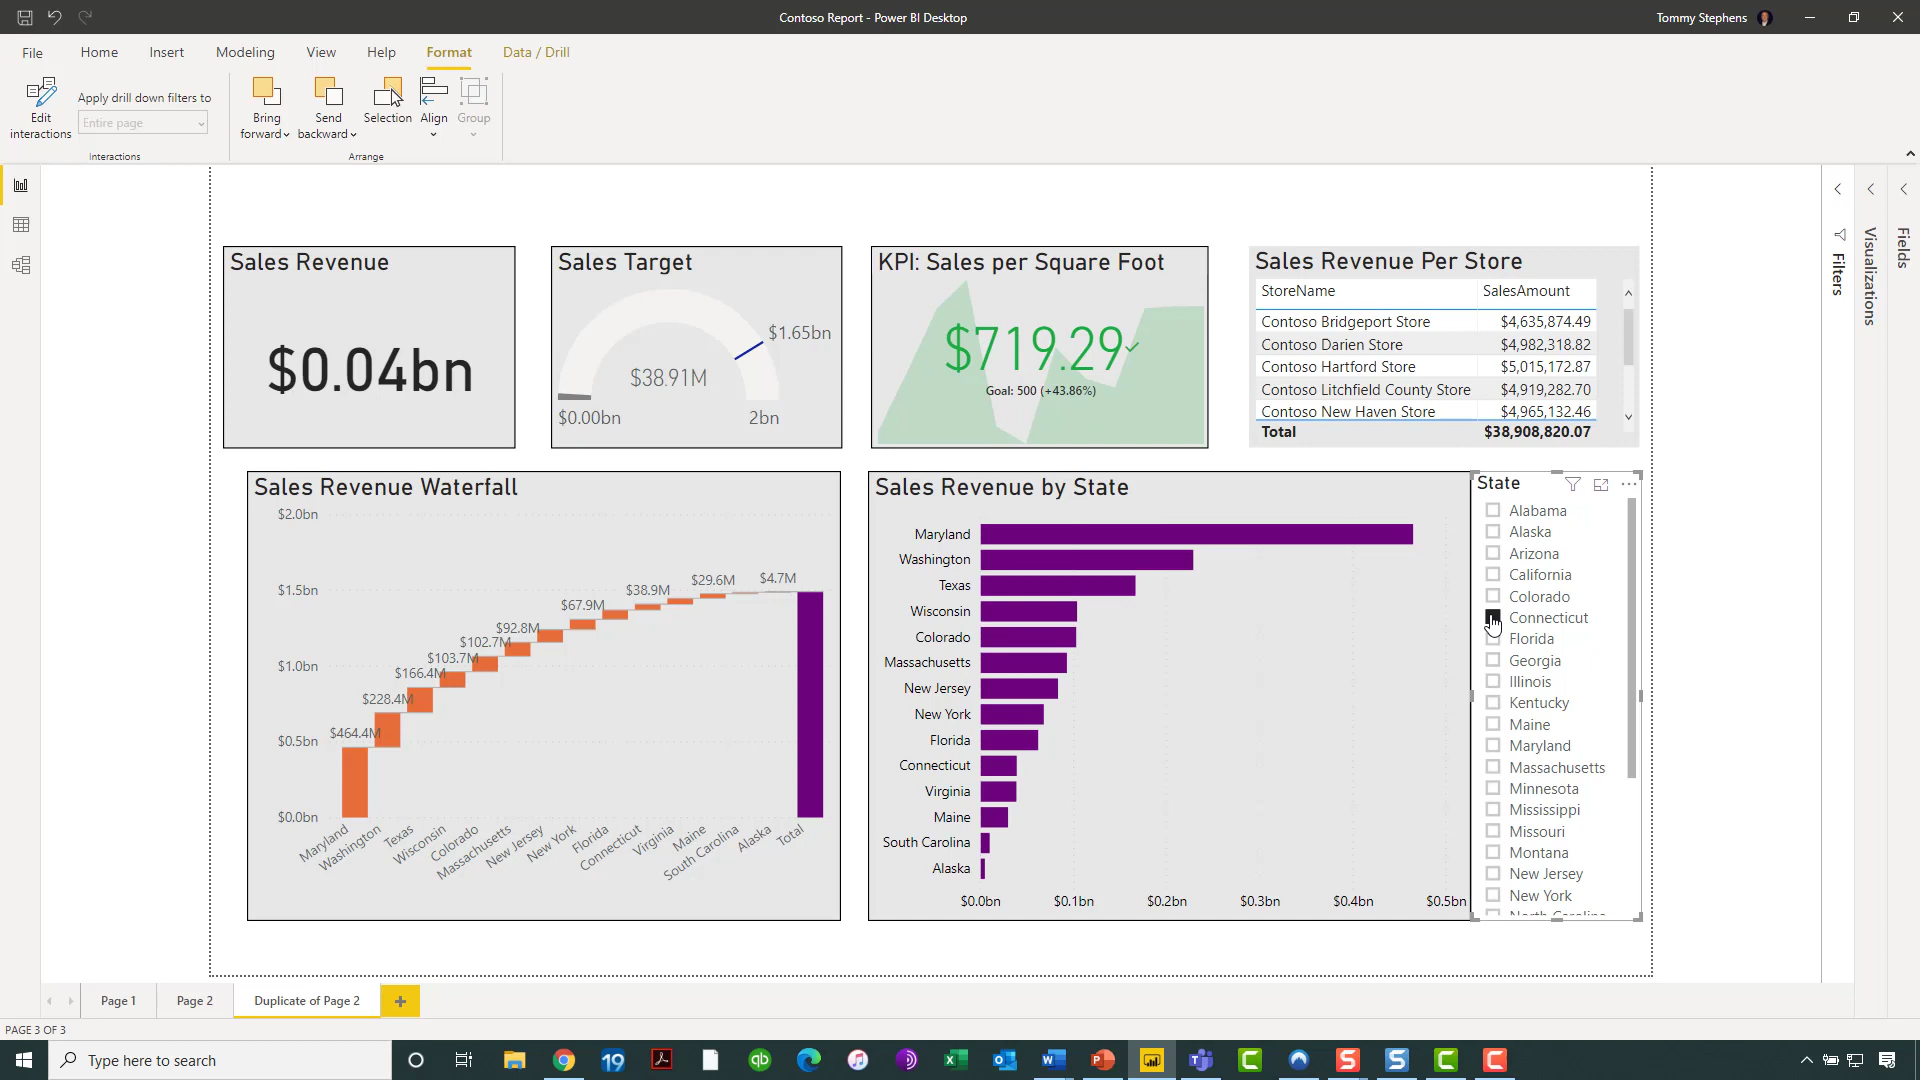 Contoso Report - Power BI Desktop
Tommy Stephens
File
Home
Insert
Modeling
View
Help
Format
Data / Drill
Edit
interactions
Apply drill down filters to
Entire page
Interactions
Bring
forward
Send
backward
Selection
Align
Group
Arrange
Sales Revenue
$0.04bn
Sales Target
$1.65bn
$38.91M
$0.00bn
2bn
KPI: Sales per Square Foot
$719.29
Goal: 500 (+43.86%)
Sales Revenue Per Store
StoreName SalesAmount
Contoso Bridgeport Store $4,635,874.49
Contoso Darien Store $4,982,318.82
Contoso Hartford Store $5,015,172.87
Contoso Litchfield County Store $4,919,282.70
Contoso New Haven Store $4,965,132.46
Total $38,908,820.07
Filters
Visualizations
Fields
Sales Revenue Waterfall
$2.0bn
$1.5bn
$1.0bn
$0.5bn
$0.0bn
$464.4M
$228.4M
$166.4M
$103.7M
$102.7M
$92.8M
$67.9M
$38.9M
$29.6M
$4.7M
Maryland
Washington
Texas
Wisconsin
Colorado
Massachusetts
New Jersey
New York
Florida
Connecticut
Virginia
Maine
South Carolina
Alaska
Total
Sales Revenue by State
Maryland
Washington
Texas
Wisconsin
Colorado
Massachusetts
New Jersey
New York
Florida
Connecticut
Virginia
Maine
South Carolina
Alaska
$0.0bn
$0.1bn
$0.2bn
$0.3bn
$0.4bn
$0.5bn
State
Alabama
Alaska
Arizona
California
Colorado
Connecticut
Florida
Georgia
Illinois
Kentucky
Maine
Maryland
Massachusetts
Minnesota
Mississippi
Missouri
Montana
New Jersey
New York
North Carolina
Page 1
Page 2
Duplicate of Page 2
PAGE 3 OF 3
Type here to search
19